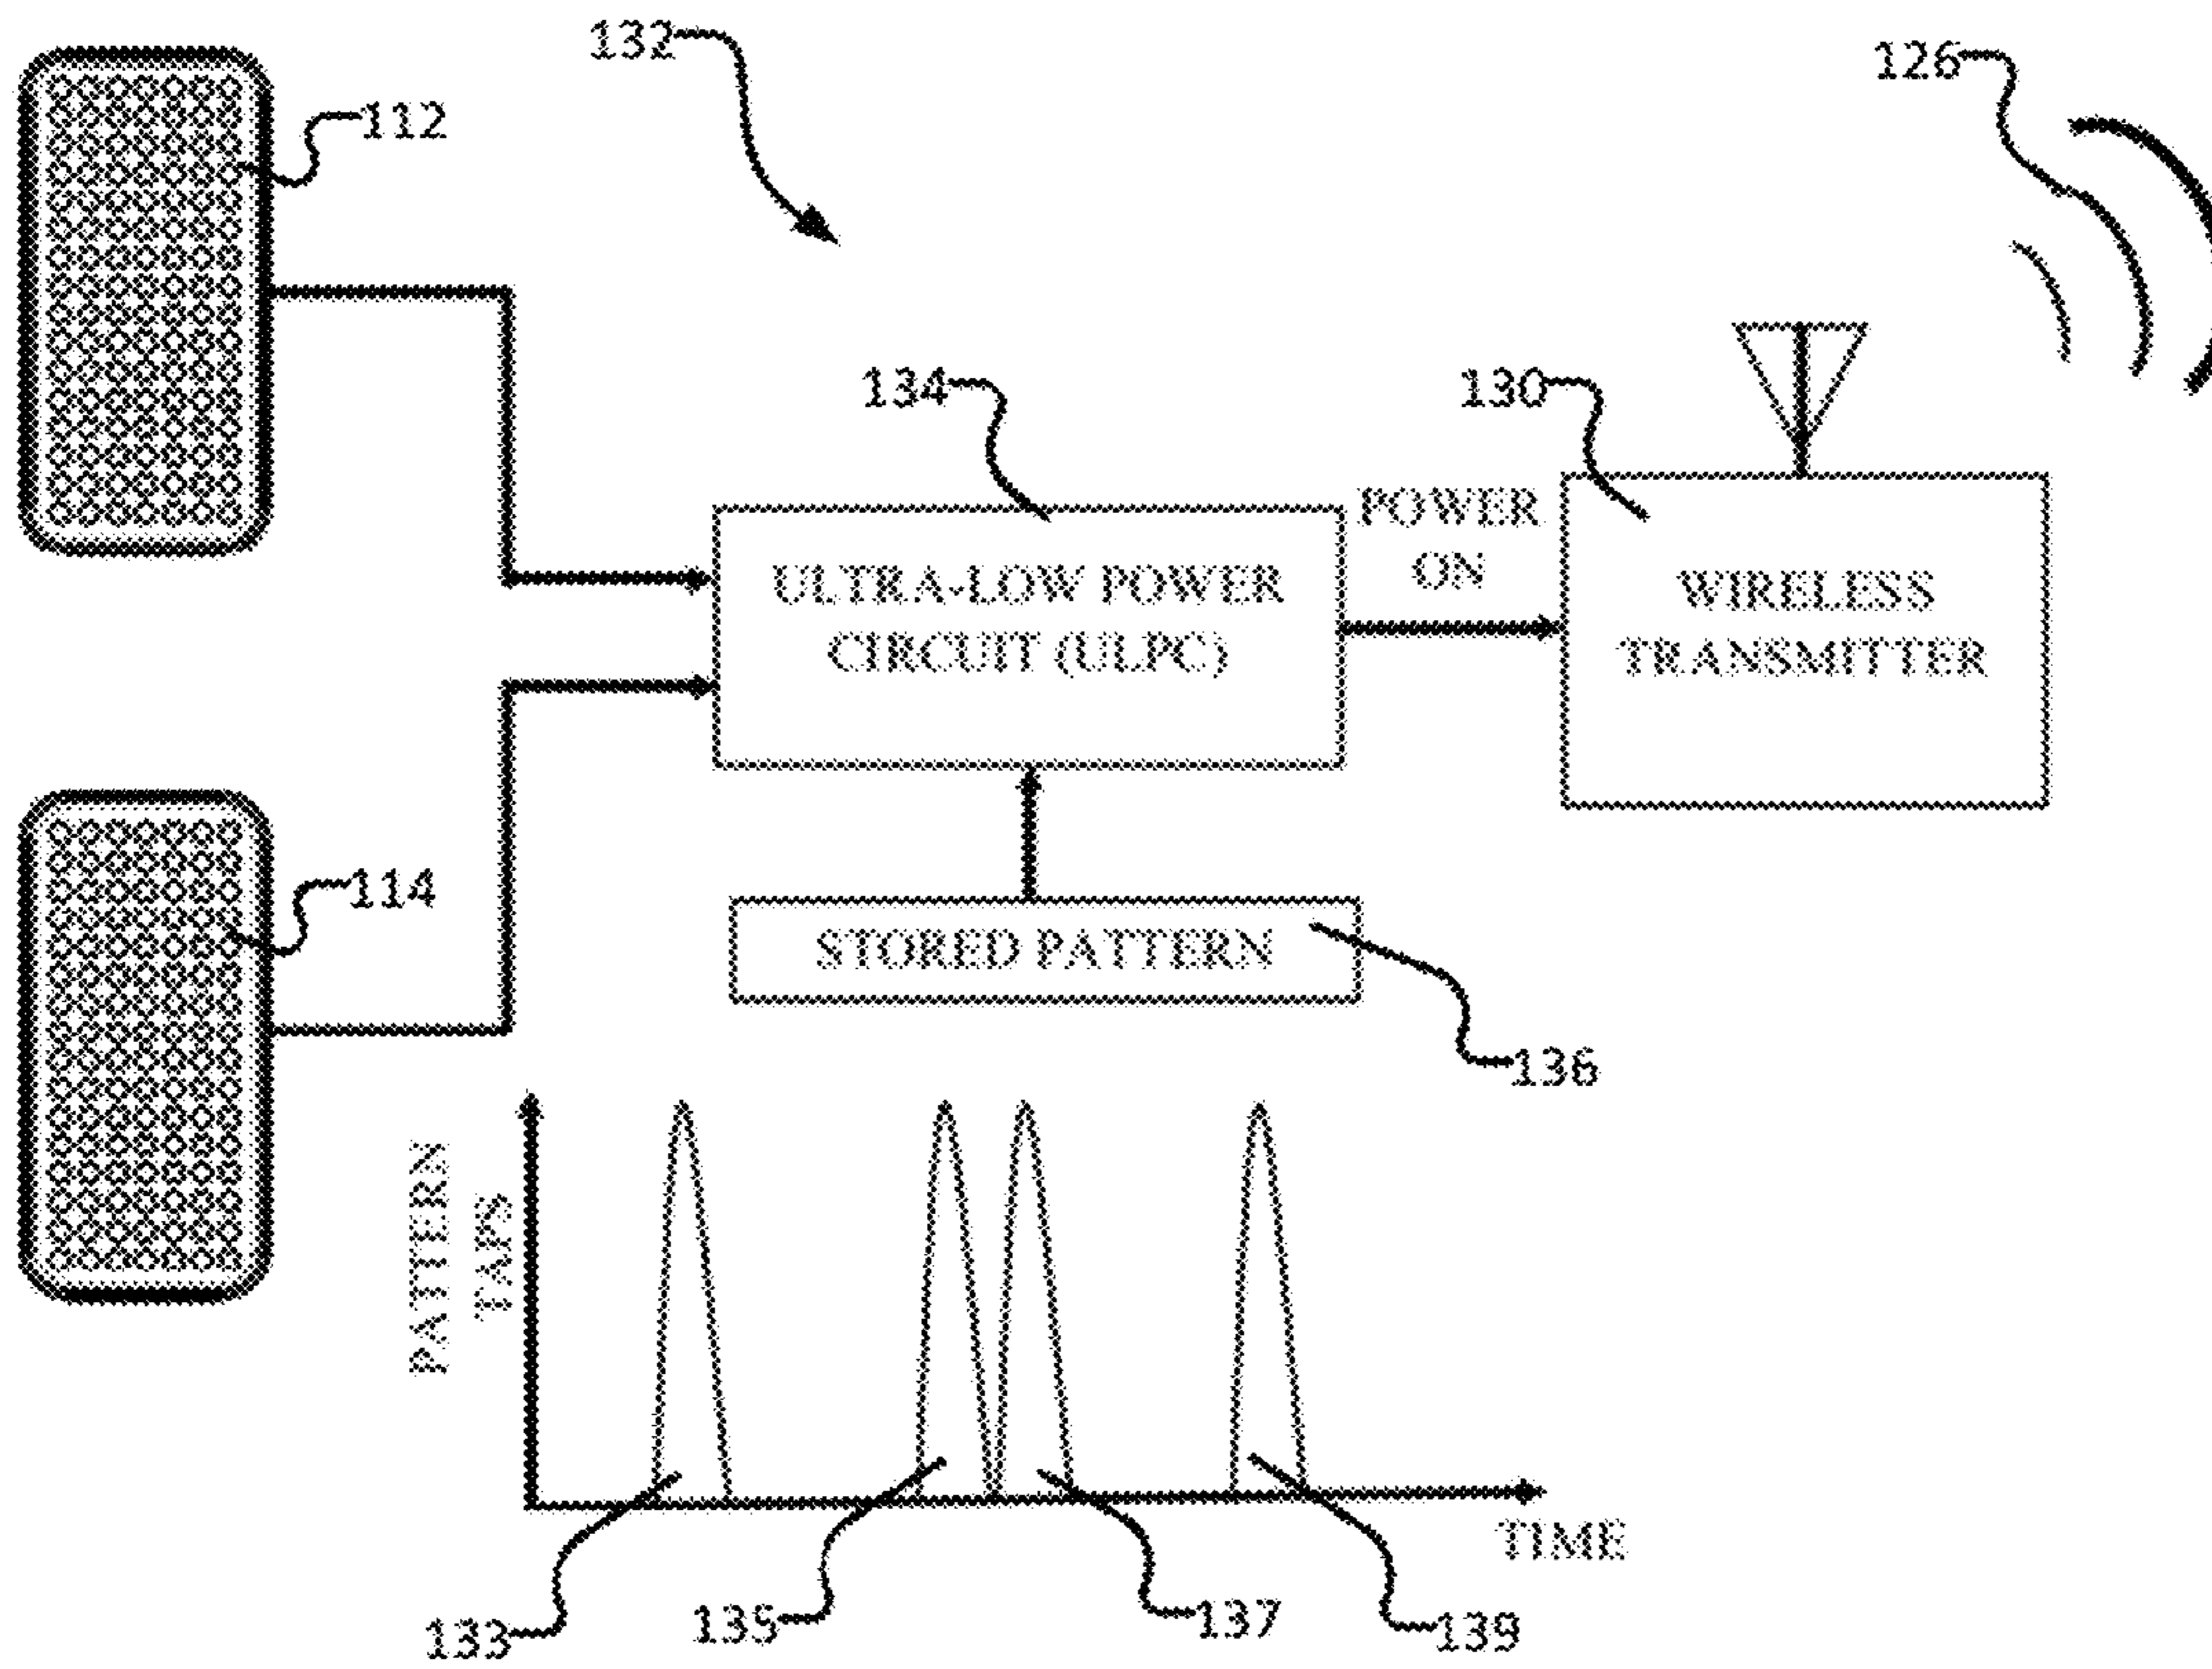 132
126
112
134
130
POWER
ON
ULTRA-LOW POWER
CIRCUIT (ULPC)
WIRELESS
TRANSMITTER
114
STORED PATTERN
136
PATTERN
TAPS
TIME
133
135
137
139